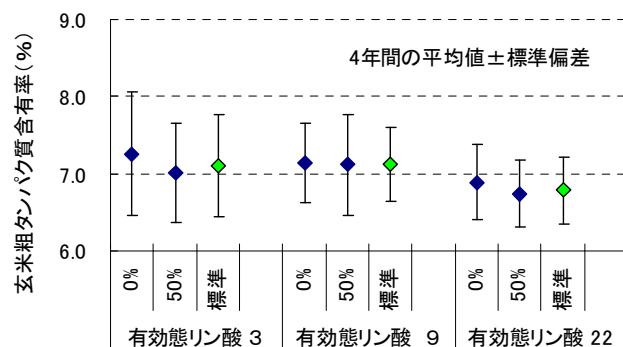 9.0
8.0
7.0
6.0
玄米粗タンパク質含有率(%)
4年間の平均値±標準偏差
0% 50% 標準 0% 50% 標準 0% 50% 標準
有効態リン酸 3 有効態リン酸 9 有効態リン酸 22